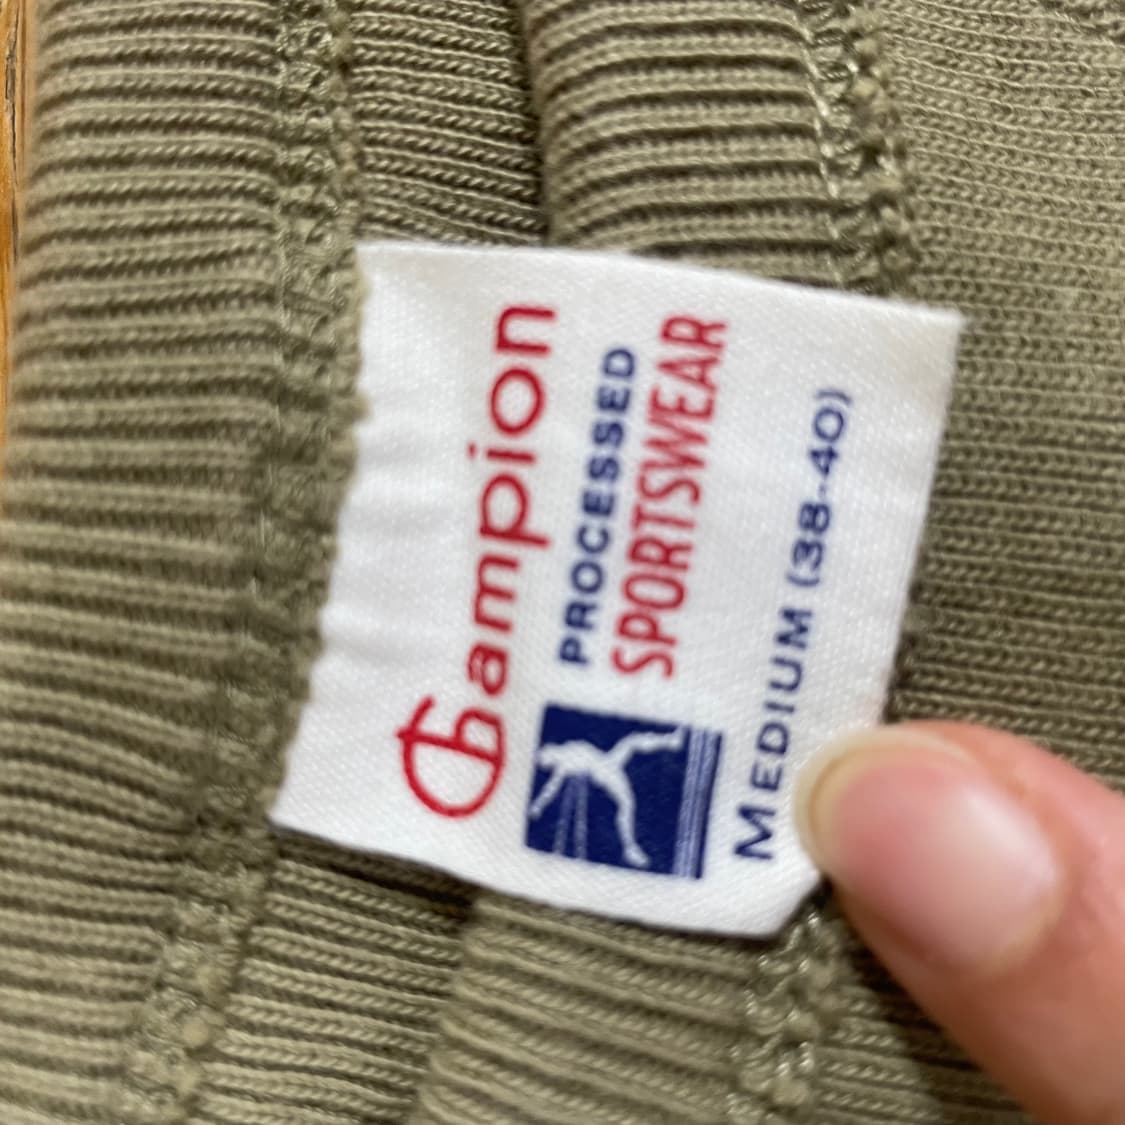 Champion
PROCESSED
SPORTSWEAR
MEDIUM (38-40)